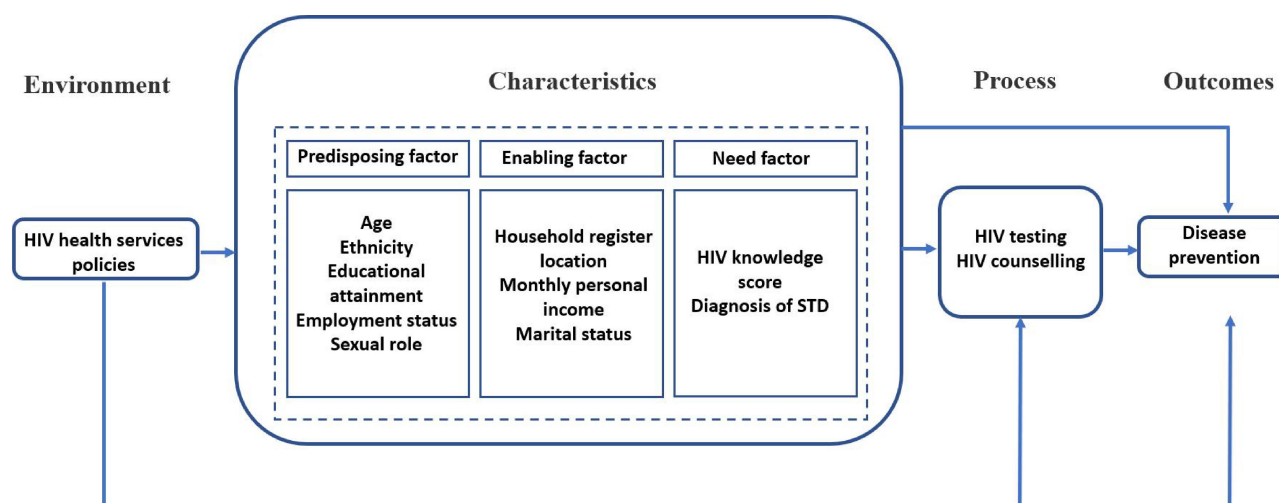 Environment
Characteristics
Process
Outcomes
Predisposing factor
Enabling factor
Need factor
HIV health services
policies
Age
Ethnicity
Educational
attainment
Employment status
Sexual role
Household register
location
Monthly personal
income
Marital status
HIV knowledge
score
Diagnosis of STD
HIV testing
HIV counselling
Disease
prevention